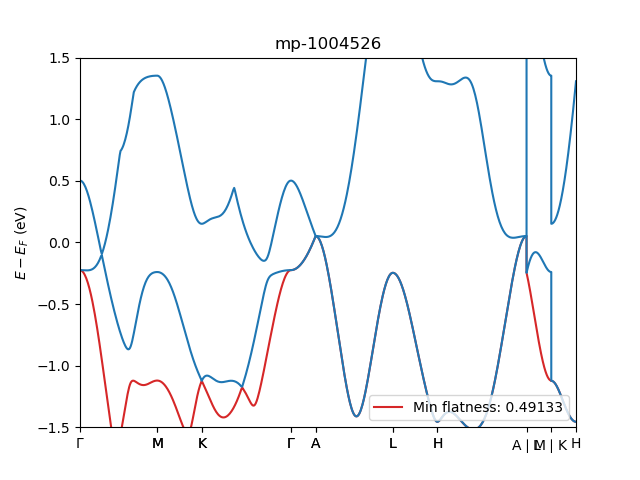 mp-1004526
E − E_F (eV)
1.5
1.0
0.5
0.0
−0.5
−1.0
−1.5
Min flatness: 0.49133
Γ M K Γ A L H A | L M | K H